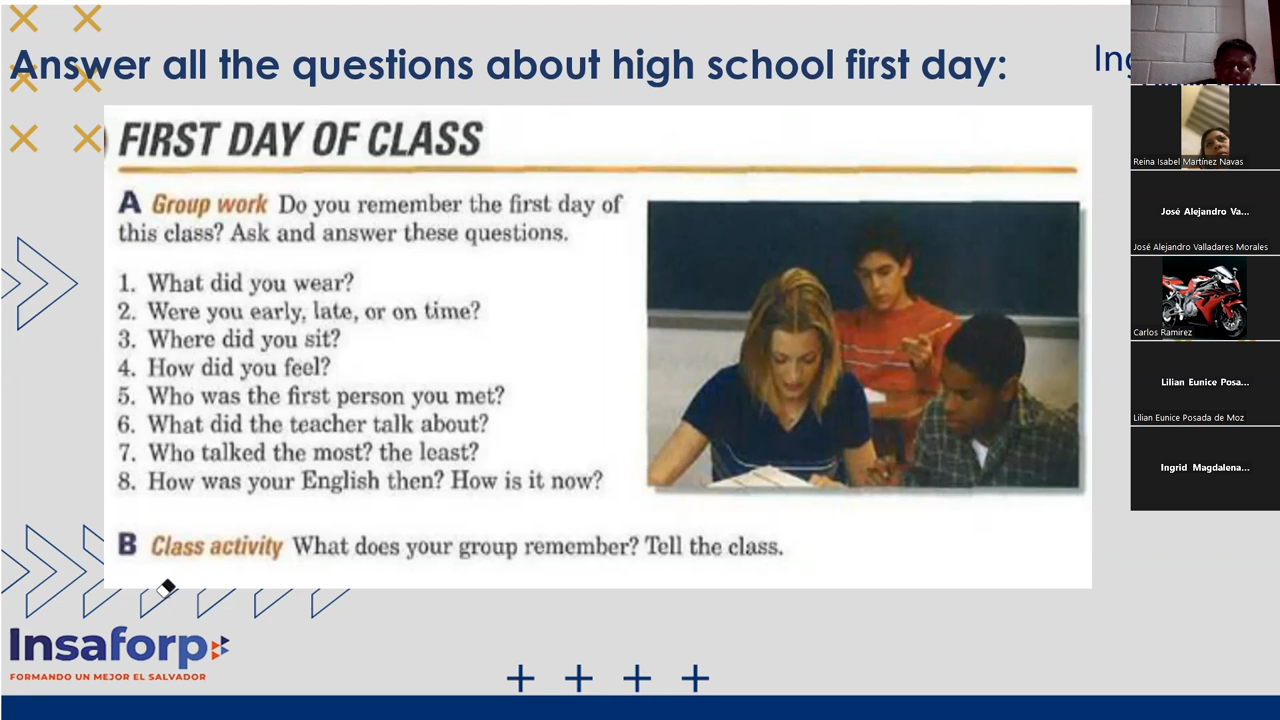 Answer all the questions about high school first day:
FIRST DAY OF CLASS
A Group work Do you remember the first day of
this class? Ask and answer these questions.
1. What did you wear?
2. Were you early, late, or on time?
3. Where did you sit?
4. How did you feel?
5. Who was the first person you met?
6. What did the teacher talk about?
7. Who talked the most? the least?
8. How was your English then? How is it now?
B Class activity What does your group remember? Tell the class.
Insaforp
FORMANDO UN MEJOR EL SALVADOR
Reina Isabel Martínez Navas
José Alejandro Va...
José Alejandro Valladares Morales
Carlos Ramirez
Lilian Eunice Posa...
Lilian Eunice Posada de Moz
Ingrid Magdalena...